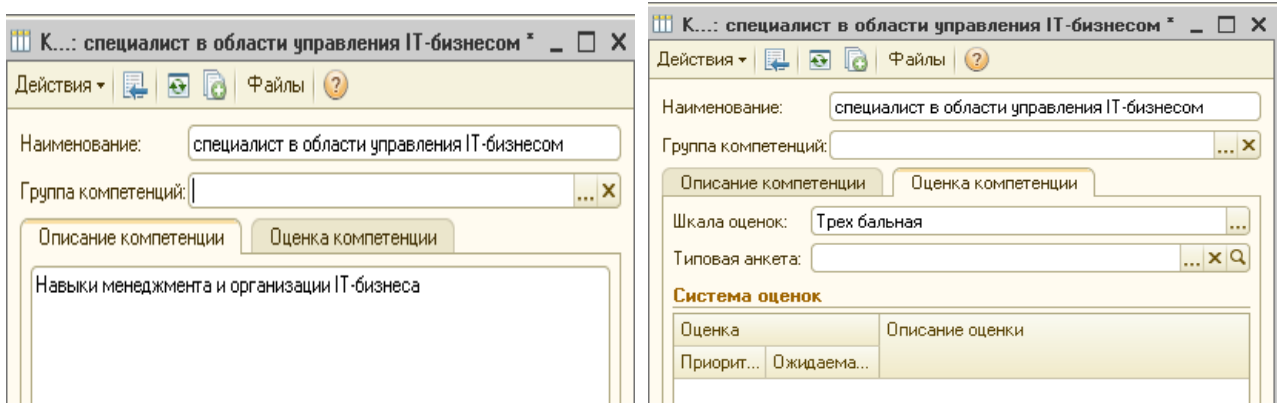 К...: специалист в области управления IT-бизнесом *
Действия
Файлы
Наименование: специалист в области управления IT-бизнесом
Группа компетенций:
Описание компетенции Оценка компетенции
Навыки менеджмента и организации IT-бизнеса
К...: специалист в области управления IT-бизнесом *
Действия
Файлы
Наименование: специалист в области управления IT-бизнесом
Группа компетенций:
Описание компетенции Оценка компетенции
Шкала оценок: Трех бальная
Типовая анкета:
Система оценок
Оценка Описание оценки
Приорит... Ожидаема...